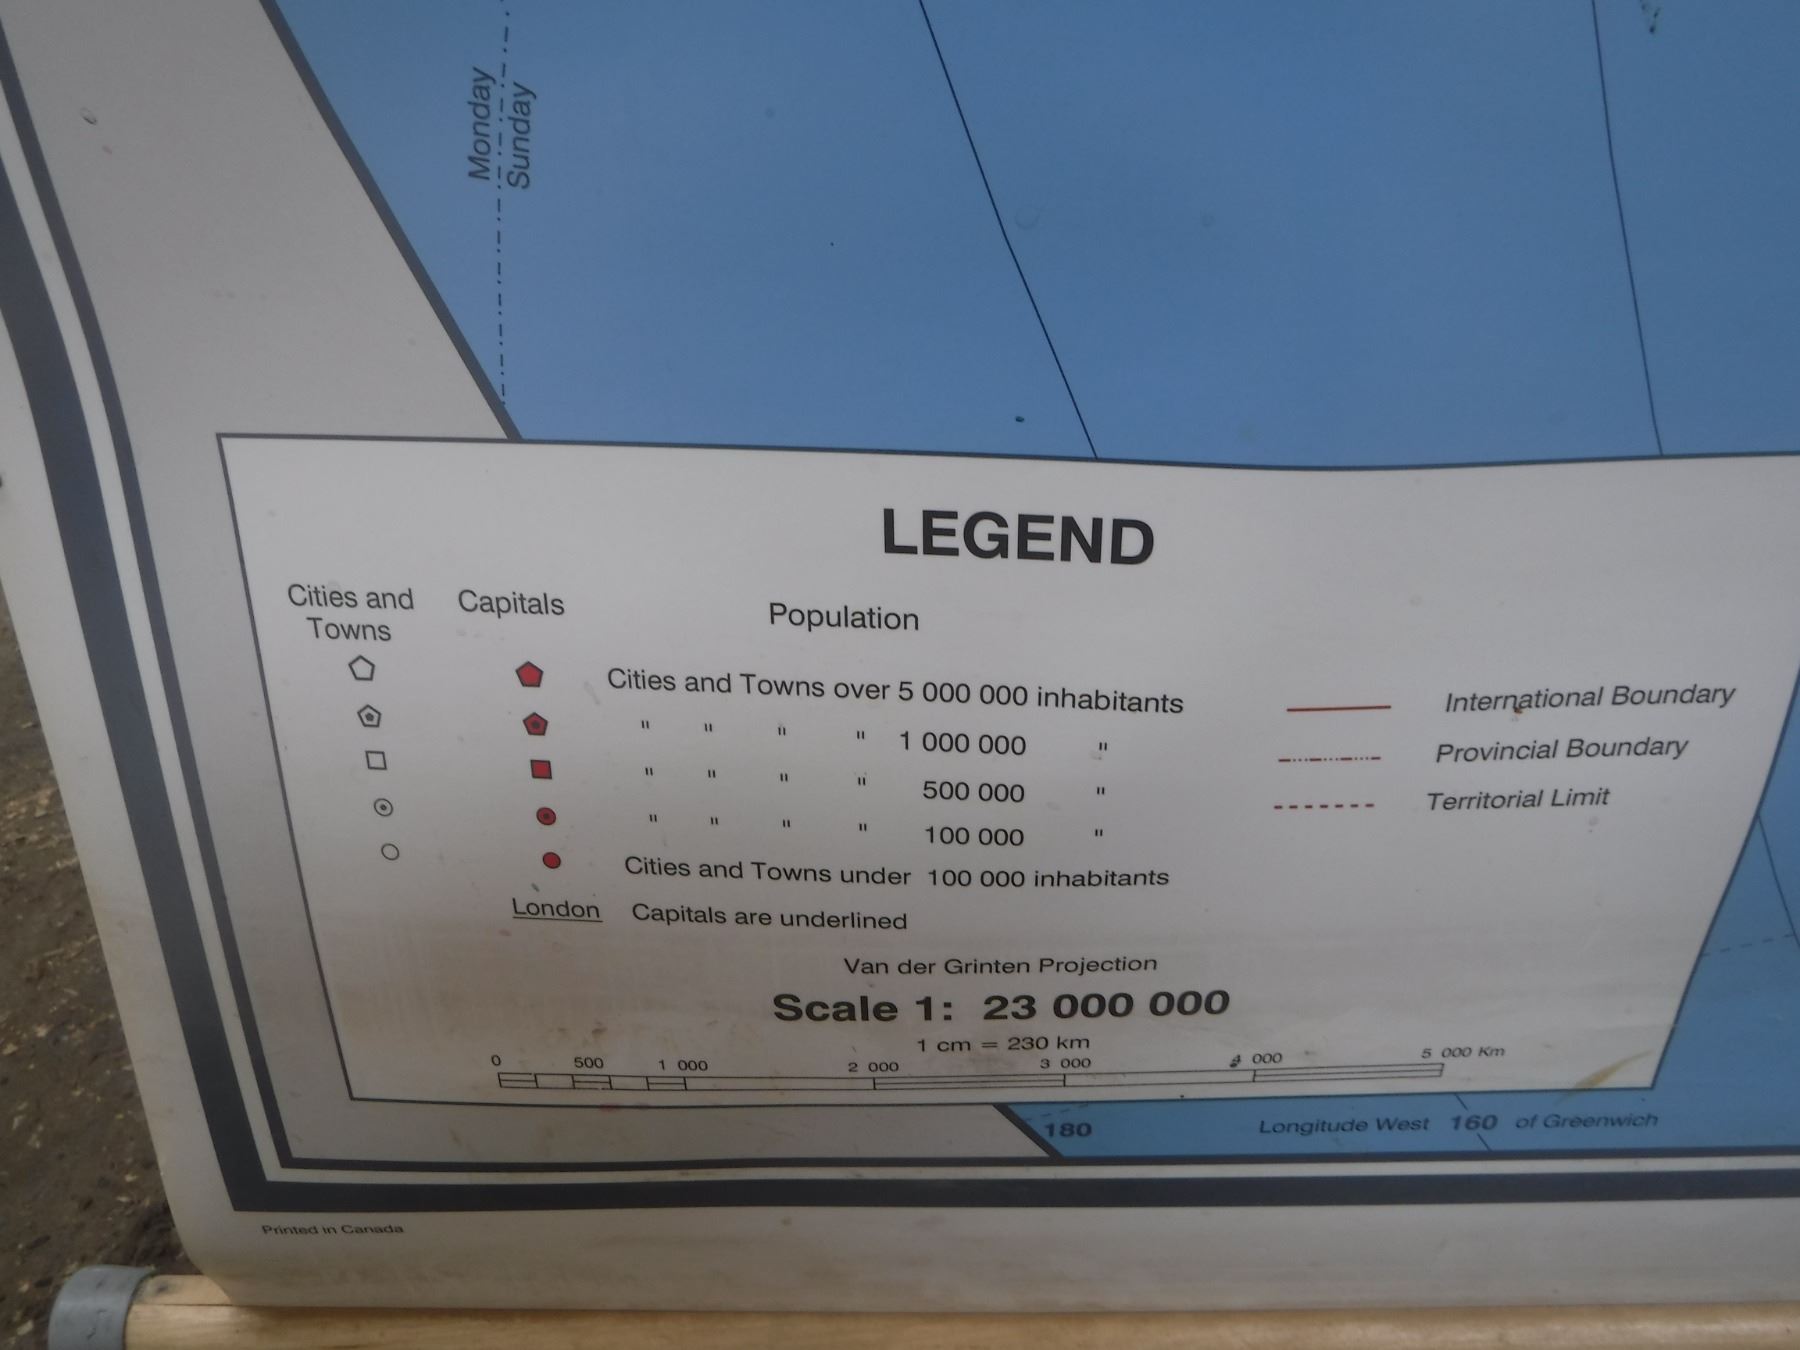 Monday
Sunday
LEGEND
Cities and
Towns
Capitals
Population
Cities and Towns over 5 000 000 inhabitants
" " " " 1 000 000 "
" " " " 500 000 "
" " " " 100 000 "
Cities and Towns under 100 000 inhabitants
London Capitals are underlined
International Boundary
Provincial Boundary
Territorial Limit
Van der Grinten Projection
Scale 1: 23 000 000
1 cm = 230 km
0 500 1 000 2 000 3 000 4 000 5 000 Km
180 Longitude West 160 of Greenwich
Printed in Canada